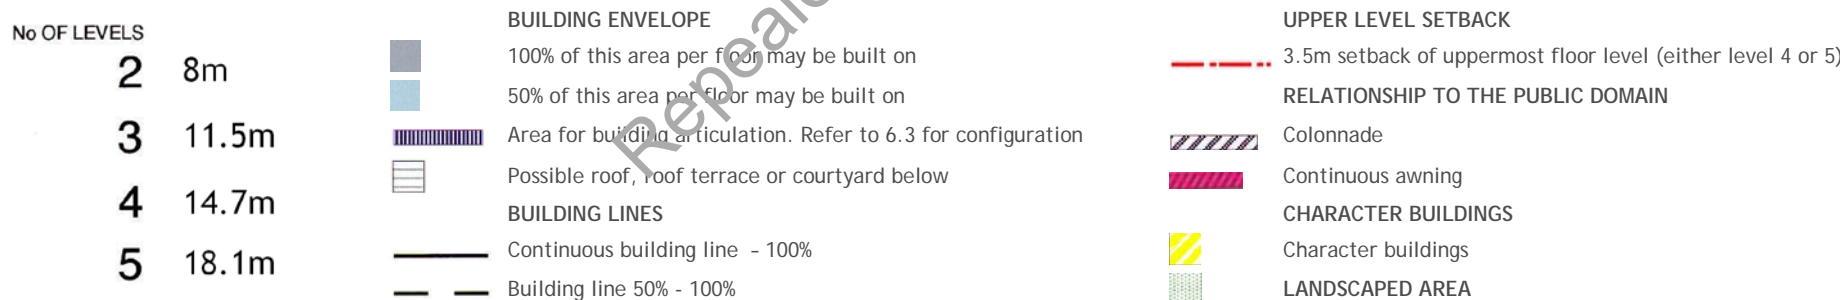 No OF LEVELS
2 8m
3 11.5m
4 14.7m
5 18.1m
BUILDING ENVELOPE
100% of this area per floor may be built on
50% of this area per floor may be built on
Area for building articulation. Refer to 6.3 for configuration
Possible roof, roof terrace or courtyard below
BUILDING LINES
Continuous building line – 100%
Building line 50% - 100%
UPPER LEVEL SETBACK
3.5m setback of uppermost floor level (either level 4 or 5)
RELATIONSHIP TO THE PUBLIC DOMAIN
Colonnade
Continuous awning
CHARACTER BUILDINGS
Character buildings
LANDSCAPED AREA